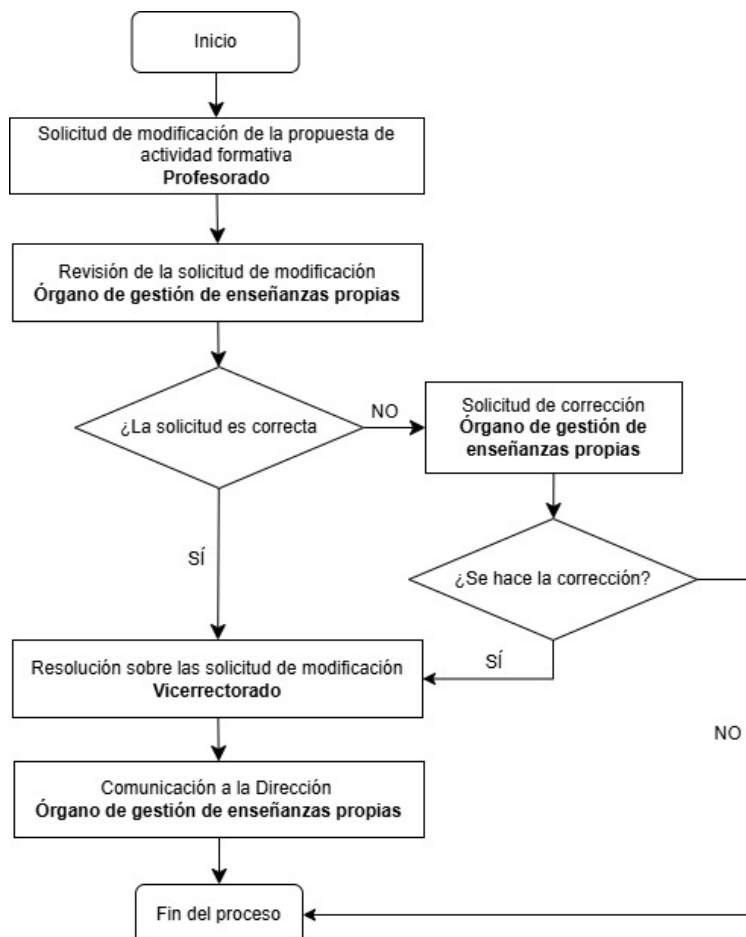 Inicio
Solicitud de modificación de la propuesta de
actividad formativa
Profesorado
Revisión de la solicitud de modificación
Órgano de gestión de enseñanzas propias
¿La solicitud es correcta
NO
Solicitud de corrección
Órgano de gestión de
enseñanzas propias
SÍ
¿Se hace la corrección?
Resolución sobre las solicitud de modificación
Vicerrectorado
SÍ
NO
Comunicación a la Dirección
Órgano de gestión de enseñanzas propias
Fin del proceso